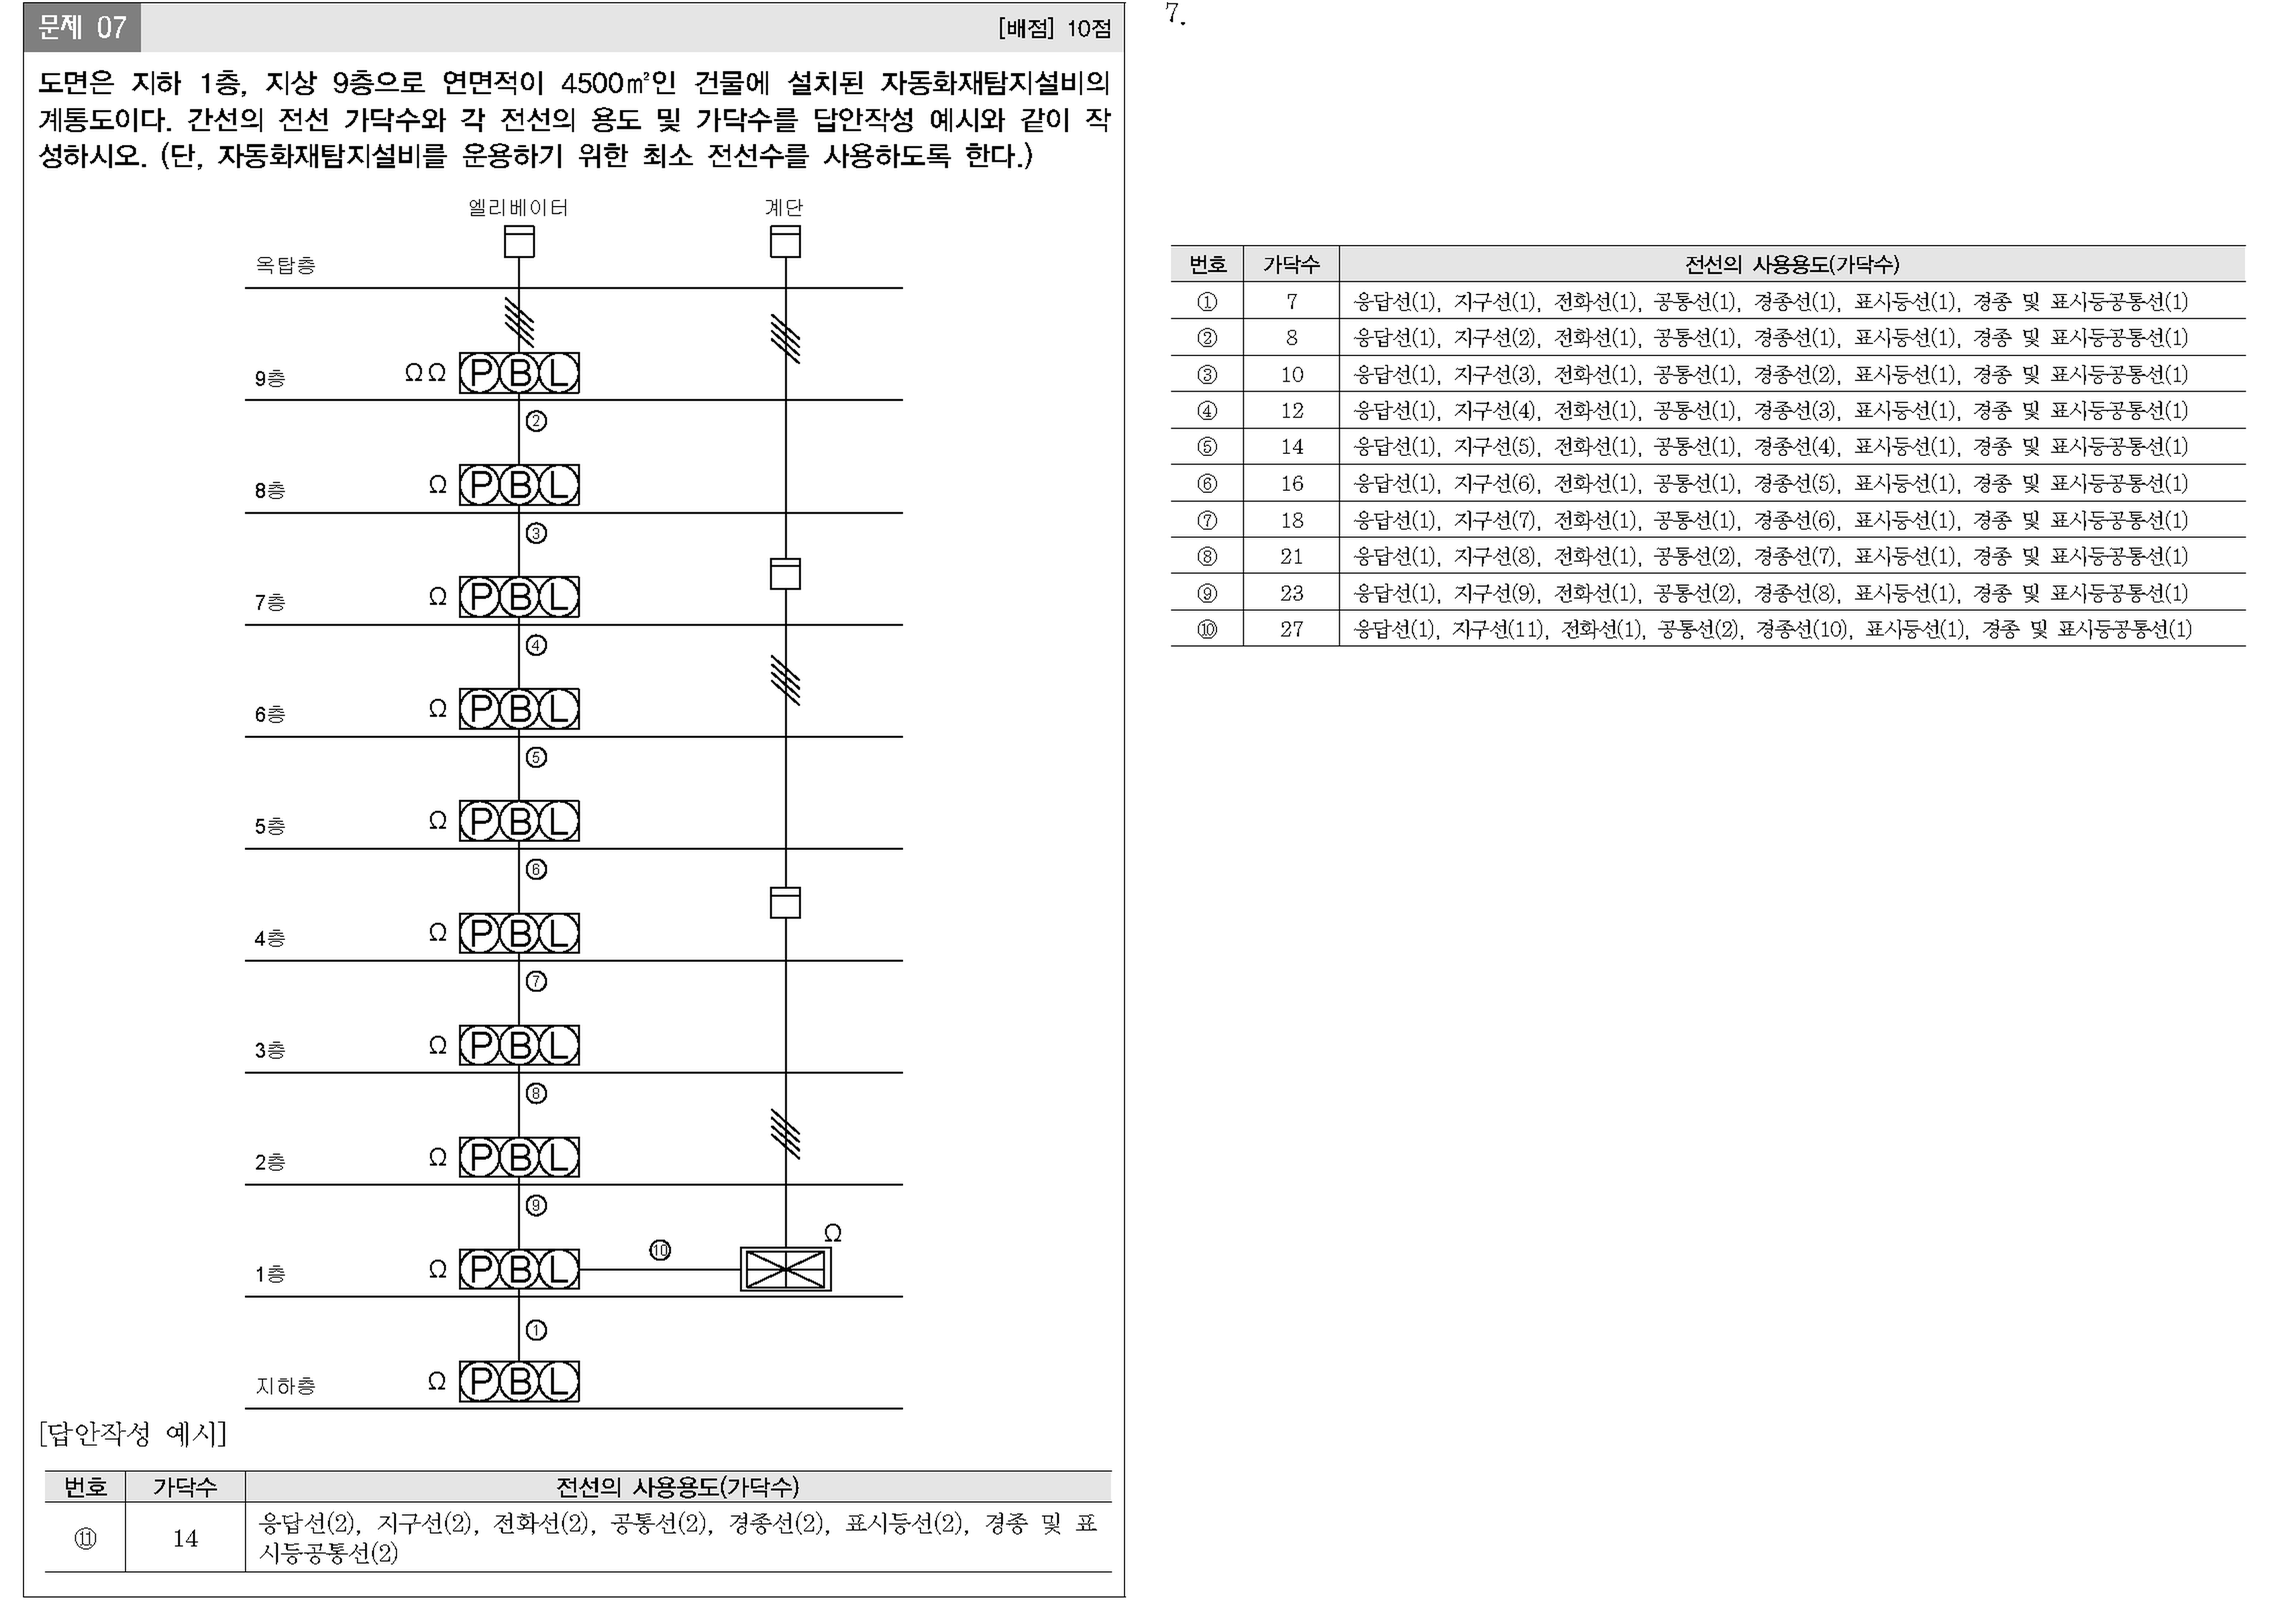 문제 07
[배점] 10점
도면은 지하 1층, 지상 9층으로 연면적이 4500㎡인 건물에 설치된 자동화재탐지설비의
계통도이다. 간선의 전선 가닥수와 각 전선의 용도 및 가닥수를 답안작성 예시와 같이 작
성하시오. (단, 자동화재탐지설비를 운용하기 위한 최소 전선수를 사용하도록 한다.)
엘리베이터 계단
옥탑층
9층 ΩΩ ⓅⒷⓁ
②
8층 Ω ⓅⒷⓁ
③
7층 Ω ⓅⒷⓁ
④
6층 Ω ⓅⒷⓁ
⑤
5층 Ω ⓅⒷⓁ
⑥
4층 Ω ⓅⒷⓁ
⑦
3층 Ω ⓅⒷⓁ
⑧
2층 Ω ⓅⒷⓁ
⑨
1층 Ω ⓅⒷⓁ ⑩ Ω
①
지하층 Ω ⓅⒷⓁ
[답안작성 예시]
번호 가닥수 전선의 사용용도(가닥수)
⑪ 14 응답선(2), 지구선(2), 전화선(2), 공통선(2), 경종선(2), 표시등선(2), 경종 및 표
시등공통선(2)
7.
번호 가닥수 전선의 사용용도(가닥수)
① 7 응답선(1), 지구선(1), 전화선(1), 공통선(1), 경종선(1), 표시등선(1), 경종 및 표시등공통선(1)
② 8 응답선(1), 지구선(2), 전화선(1), 공통선(1), 경종선(1), 표시등선(1), 경종 및 표시등공통선(1)
③ 10 응답선(1), 지구선(3), 전화선(1), 공통선(1), 경종선(2), 표시등선(1), 경종 및 표시등공통선(1)
④ 12 응답선(1), 지구선(4), 전화선(1), 공통선(1), 경종선(3), 표시등선(1), 경종 및 표시등공통선(1)
⑤ 14 응답선(1), 지구선(5), 전화선(1), 공통선(1), 경종선(4), 표시등선(1), 경종 및 표시등공통선(1)
⑥ 16 응답선(1), 지구선(6), 전화선(1), 공통선(1), 경종선(5), 표시등선(1), 경종 및 표시등공통선(1)
⑦ 18 응답선(1), 지구선(7), 전화선(1), 공통선(1), 경종선(6), 표시등선(1), 경종 및 표시등공통선(1)
⑧ 21 응답선(1), 지구선(8), 전화선(1), 공통선(2), 경종선(7), 표시등선(1), 경종 및 표시등공통선(1)
⑨ 23 응답선(1), 지구선(9), 전화선(1), 공통선(2), 경종선(8), 표시등선(1), 경종 및 표시등공통선(1)
⑩ 27 응답선(1), 지구선(11), 전화선(1), 공통선(2), 경종선(10), 표시등선(1), 경종 및 표시등공통선(1)